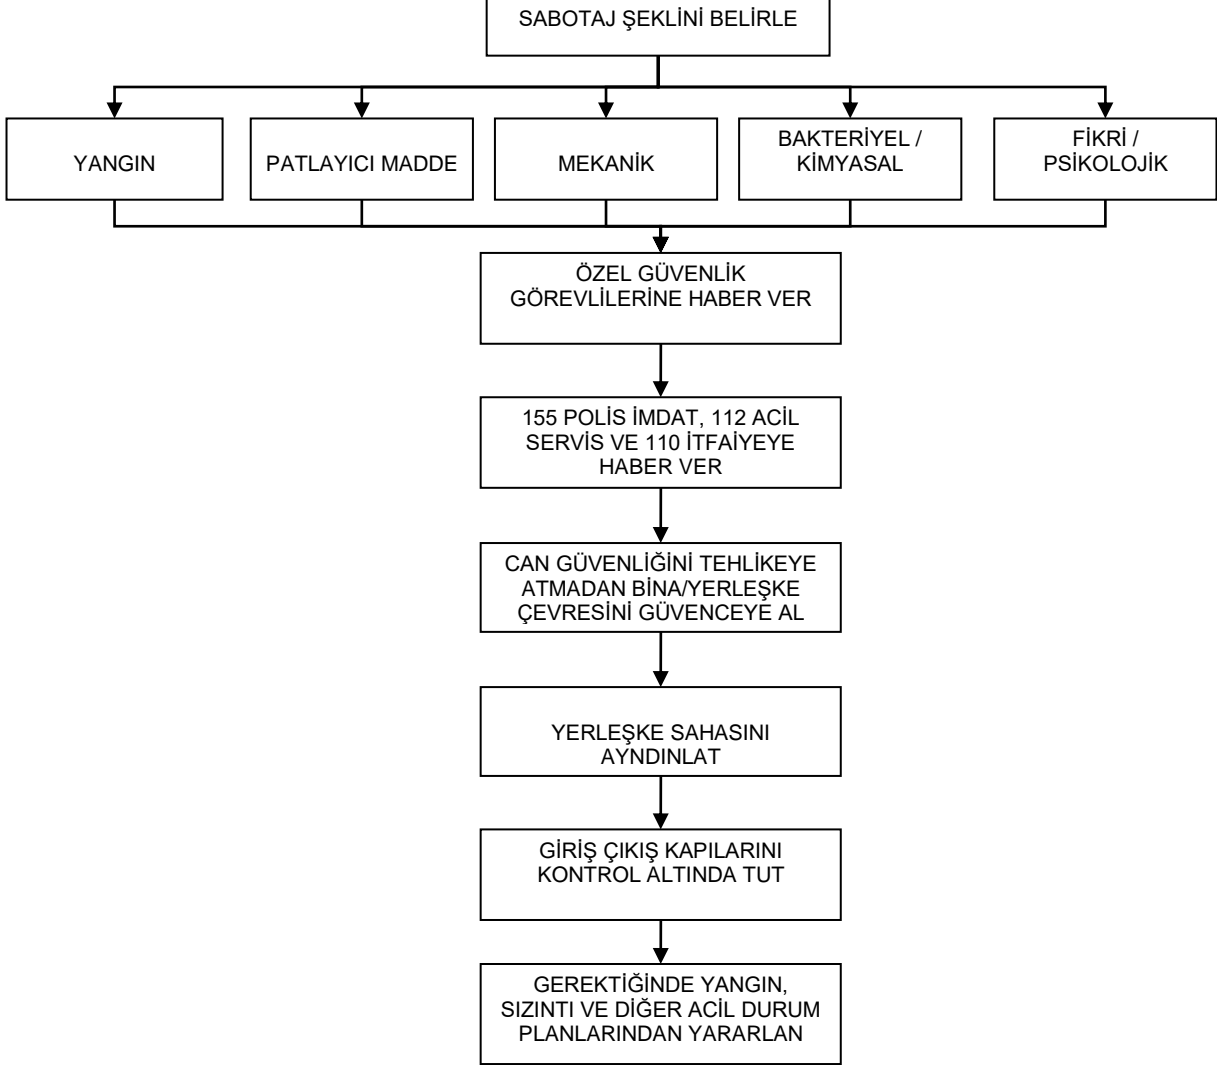 SABOTAJ ŞEKLİNİ BELİRLE
YANGIN
PATLAYICI MADDE
MEKANİK
BAKTERİYEL /
KİMYASAL
FİKRİ /
PSİKOLOJİK
ÖZEL GÜVENLİK
GÖREVLİLERİNE HABER VER
155 POLİS İMDAT, 112 ACİL
SERVİS VE 110 İTFAİYEYE
HABER VER
CAN GÜVENLİĞİNİ TEHLİKEYE
ATMADAN BİNA/YERLEŞKE
ÇEVRESİNİ GÜVENCEYE AL
YERLEŞKE SAHASINI
AYNDINLAT
GİRİŞ ÇIKIŞ KAPILARINI
KONTROL ALTINDA TUT
GEREKTİĞİNDE YANGIN,
SIZINTI VE DİĞER ACİL DURUM
PLANLARINDAN YARARLAN